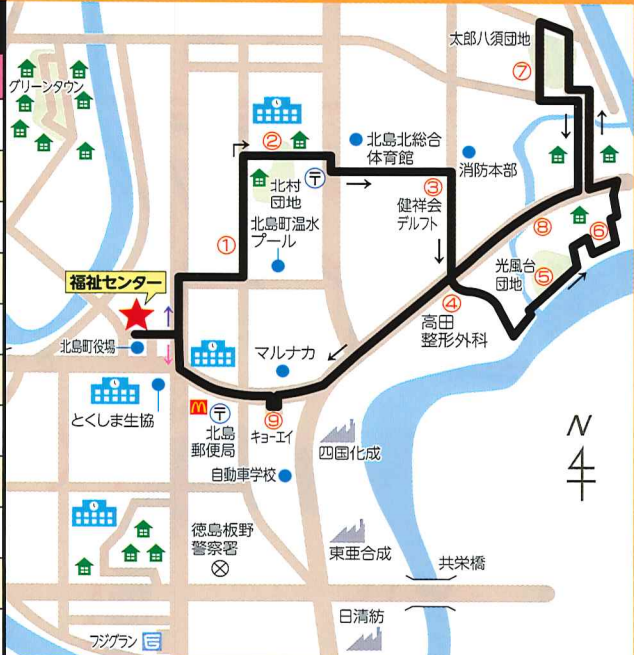 太郎八須団地
⑦
グリーンタウン
②
北島北総合
体育館
消防本部
〒
北村
団地
③
健祥会
デルフト
北島町温水
プール
①
⑧
⑥
光風台
団地
⑤
福祉センター
④
高田
整形外科
北島町役場
マルナカ
とくしま生協
M
〒
北島
郵便局
⑨
キョーエイ
四国化成
自動車学校
N
徳島板野
警察署
東亜合成
共栄橋
日清紡
フジグラン